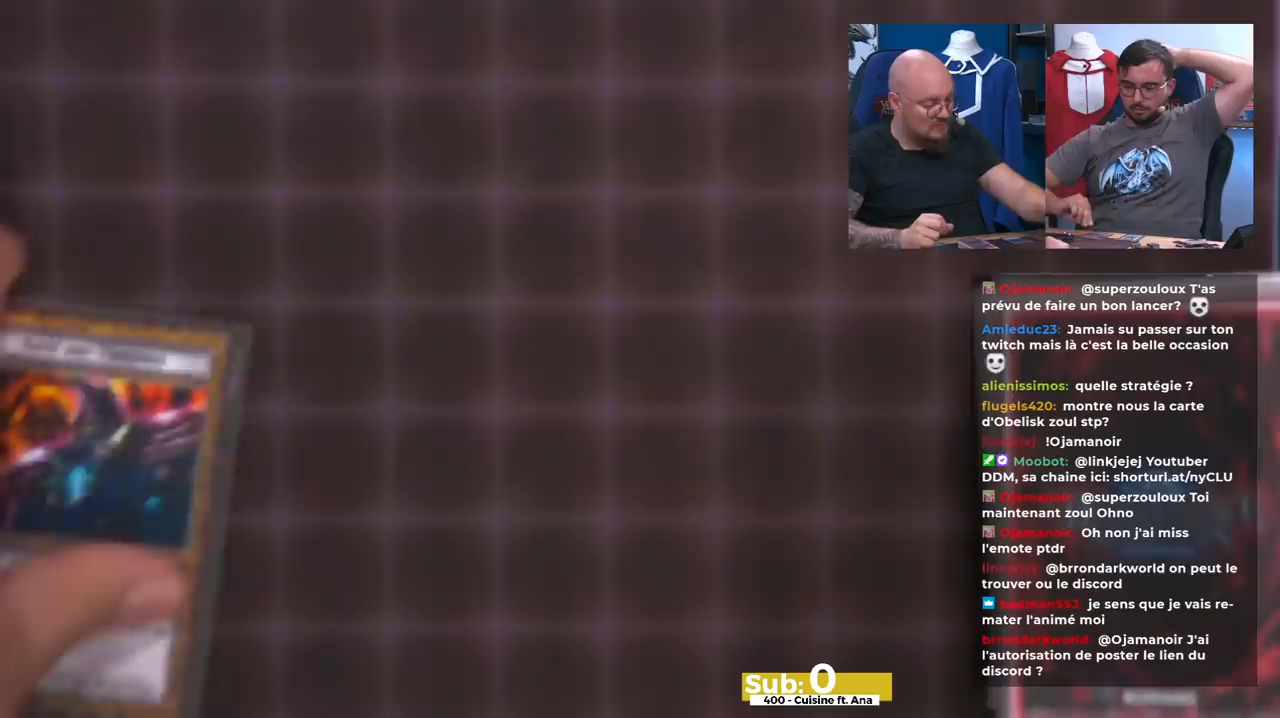 Ojamanoir: @superzouloux T'as
prévu de faire un bon lancer?
Amleduc23: Jamais su passer sur ton
twitch mais là c'est la belle occasion
alienissimos: quelle stratégie ?
flugels420: montre nous la carte
d'Obelisk zoul stp?
linkjejej: !Ojamanoir
Moobot: @linkjejej Youtuber
DDM, sa chaine ici: shorturl.at/nyCLU
Ojamanoir: @superzouloux Toi
maintenant zoul Ohno
Ojamanoir: Oh non j'ai miss
l'emote ptdr
linkjejej: @brrondarkworld on peut le
trouver ou le discord
badmanSSJ: je sens que je vais re-
mater l'animé moi
brrondarkworld: @Ojamanoir J'ai
l'autorisation de poster le lien du
discord ?
Sub: 0
400 - Cuisine ft. Ana